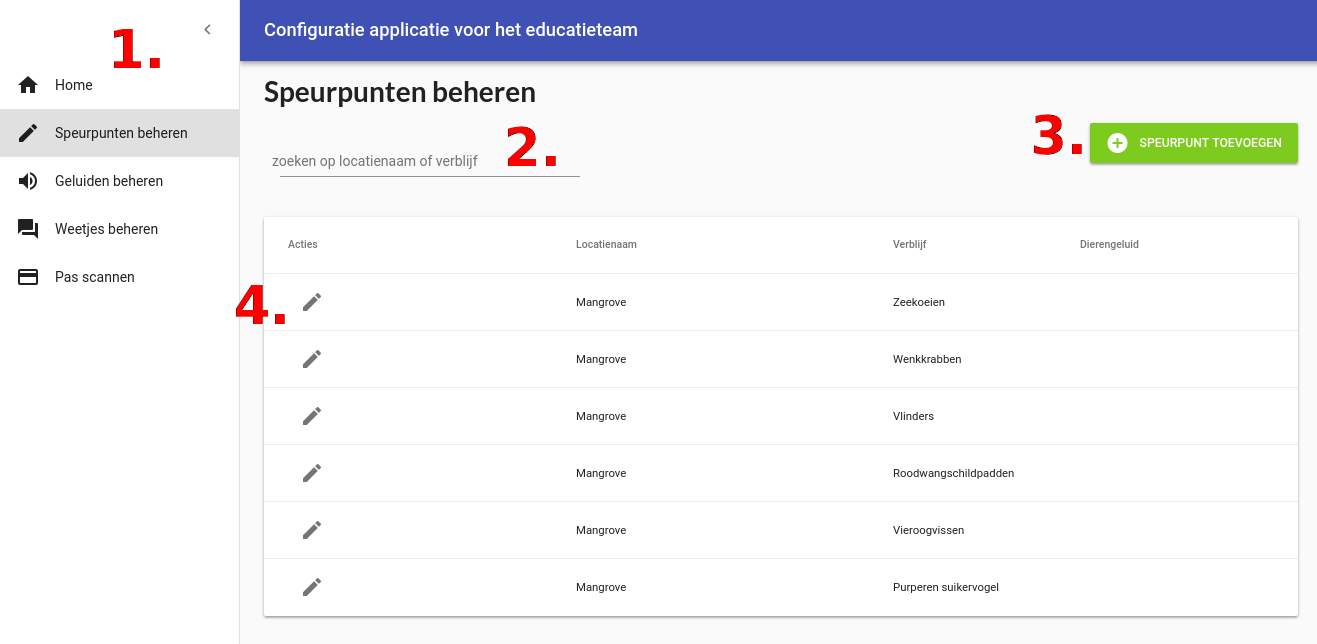 1.
Home
Speurpunten beheren
Geluiden beheren
Weetjes beheren
Pas scannen
Configuratie applicatie voor het educatieteam
Speurpunten beheren
zoeken op locatienaam of verblijf
2.
3.
SPEURPUNT TOEVOEGEN
Acties Locatienaam Verblijf Dierengeluid
4.
Mangrove Zeekoeien
Mangrove Wenkkrabben
Mangrove Vlinders
Mangrove Roodwangschildpadden
Mangrove Vieroogvissen
Mangrove Purperen suikervogel